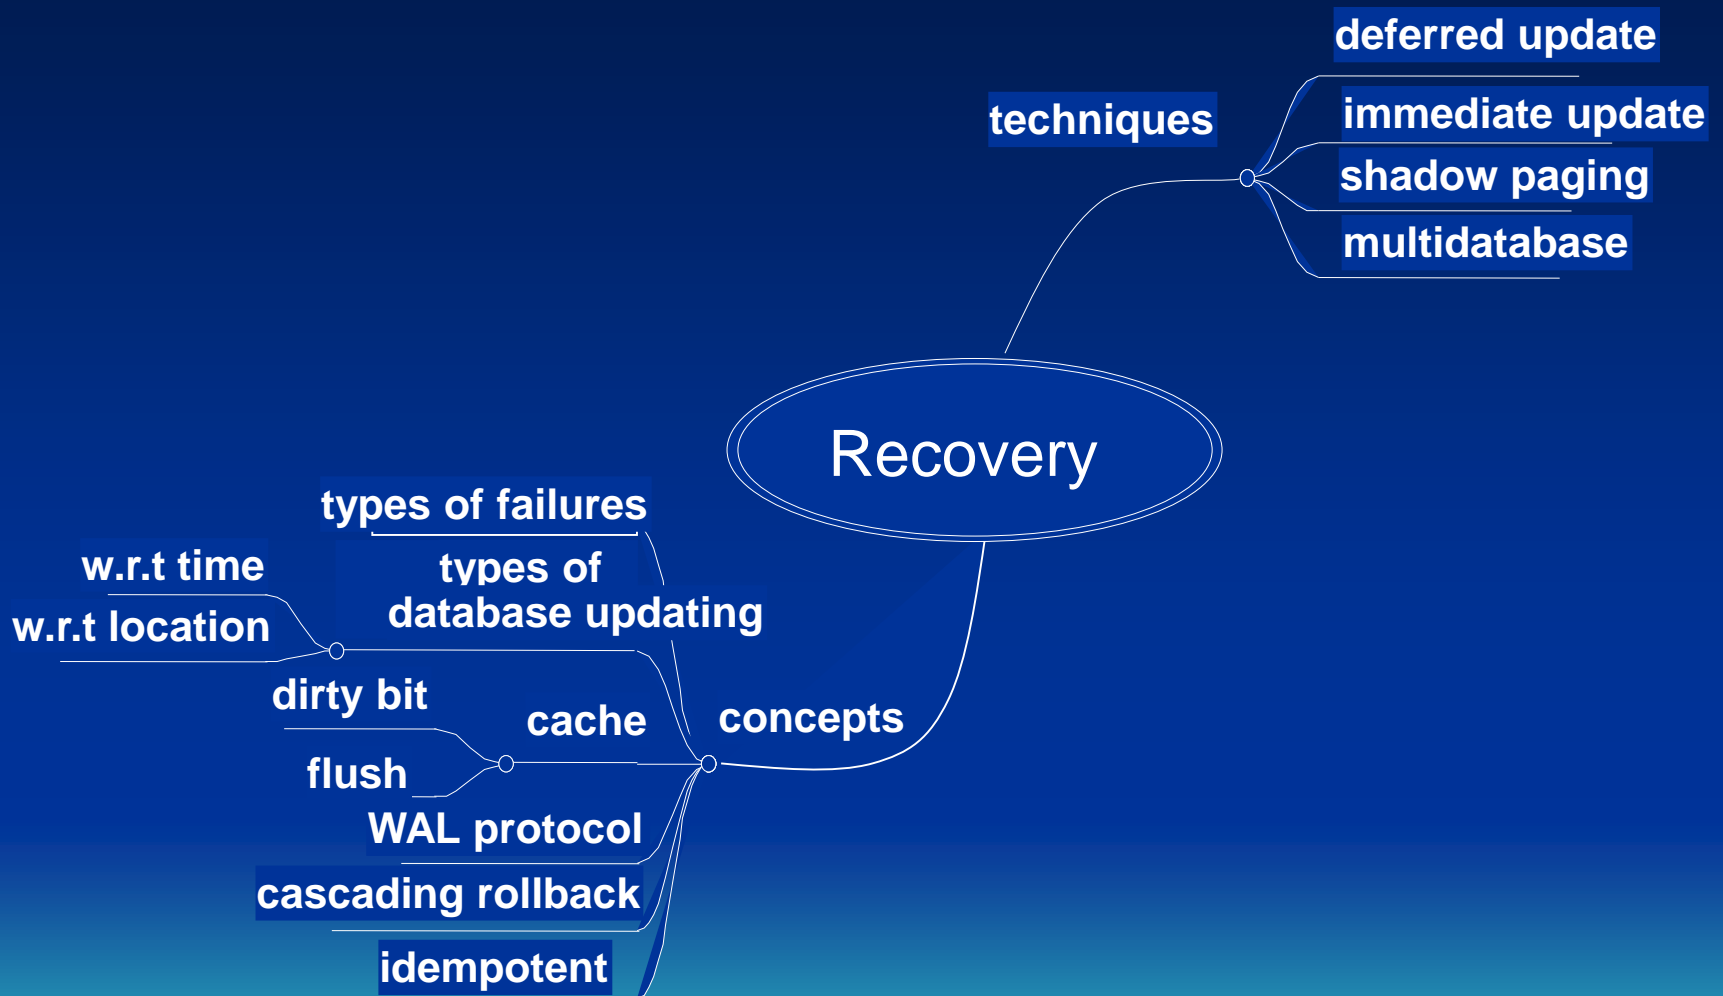 deferred update
techniques
immediate update
shadow paging
multidatabase
Recovery
types of failures
types of
database updating
w.r.t time
w.r.t location
dirty bit
cache
concepts
flush
WAL protocol
cascading rollback
idempotent